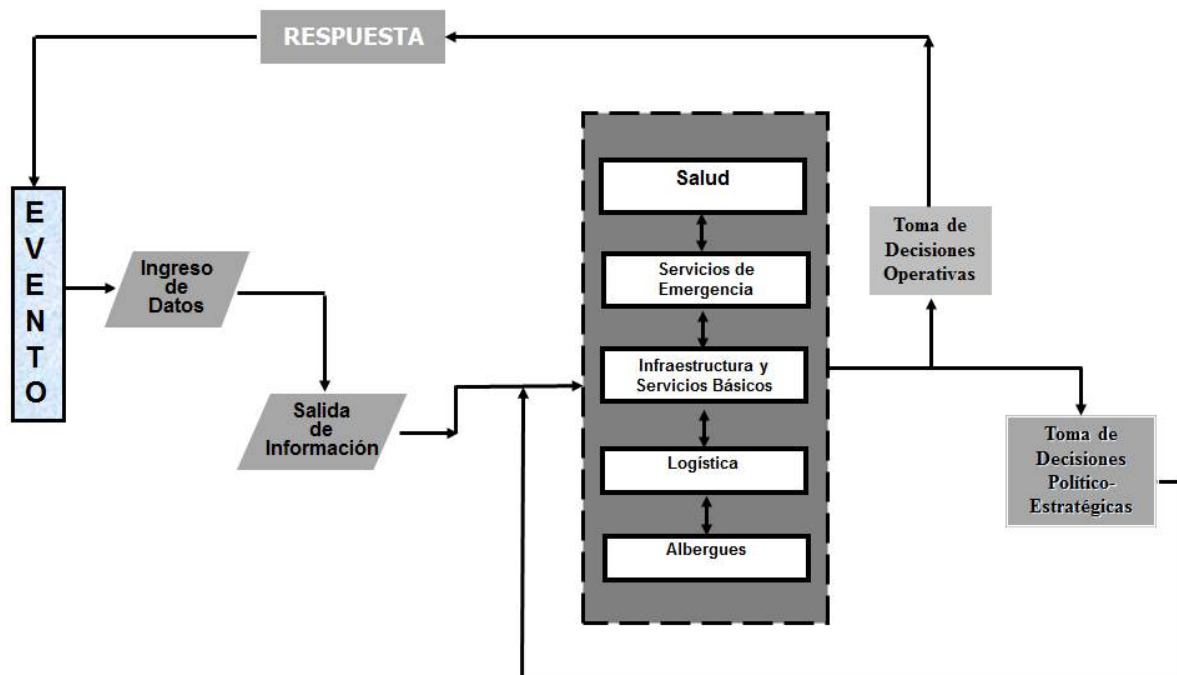 RESPUESTA
EVENTO
Ingreso
de
Datos
Salida
de
Información
Salud
Servicios de
Emergencia
Infraestructura y
Servicios Básicos
Logística
Albergues
Toma de
Decisiones
Operativas
Toma de
Decisiones
Político-
Estratégicas